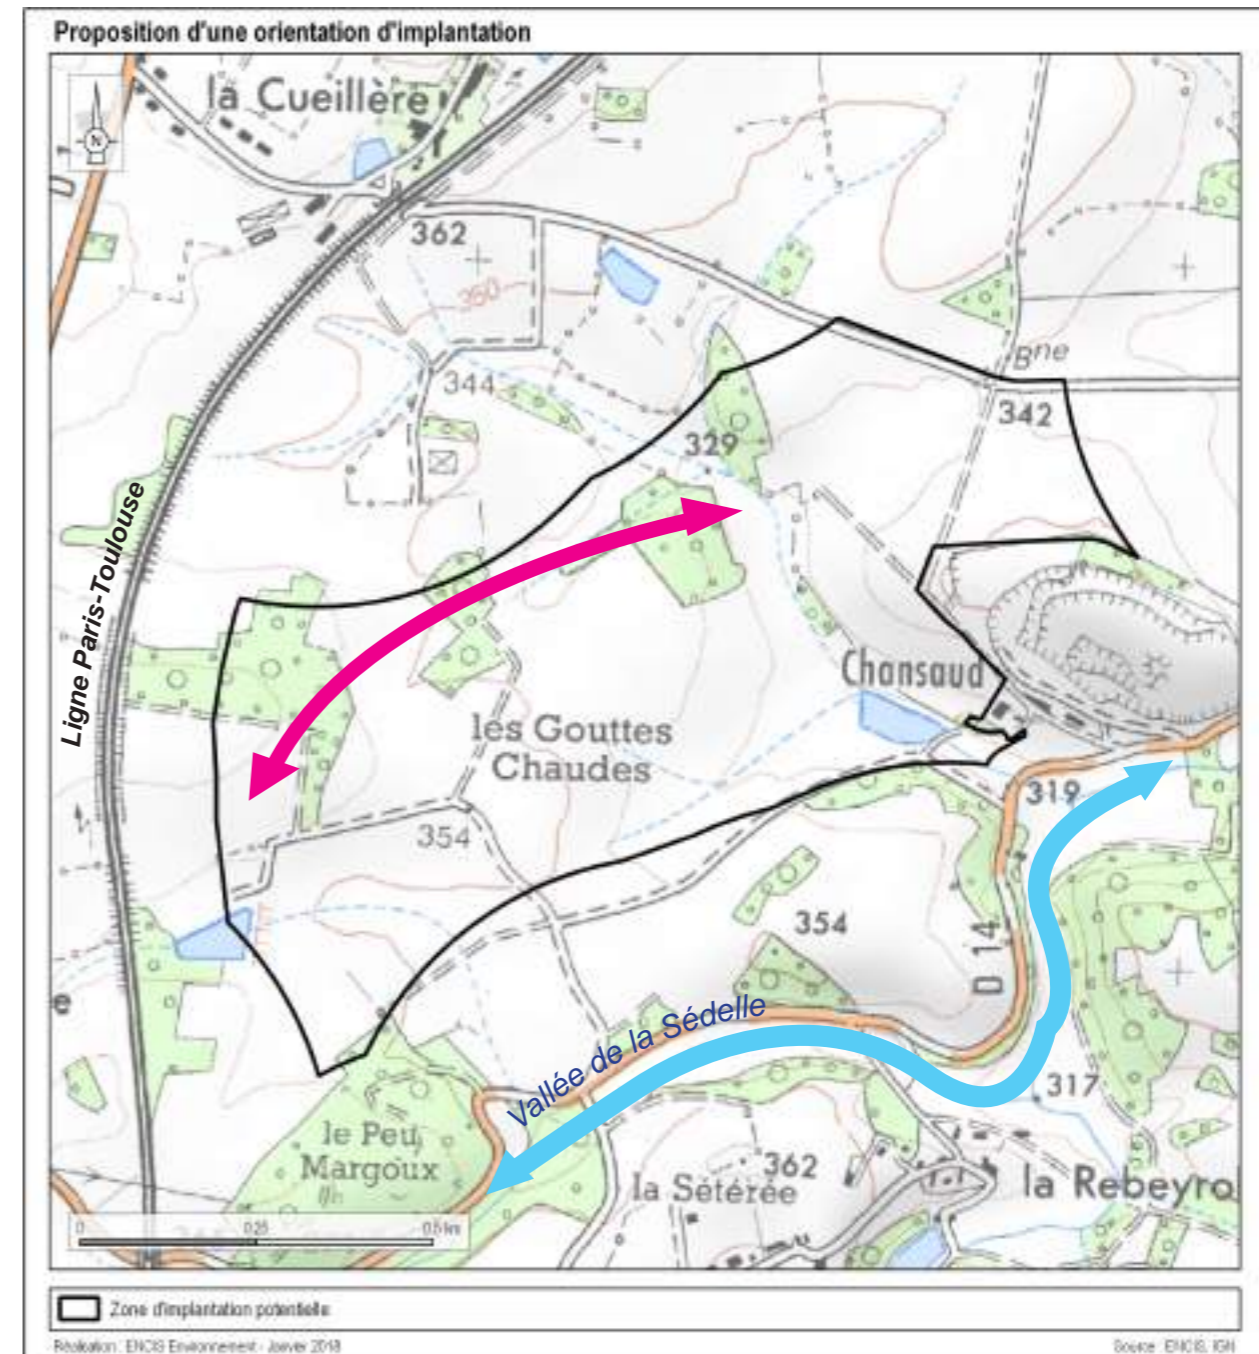 Proposition d'une orientation d'implantation
la Cueillère
N
D
362
360
344
Bne
342
329
Ligne Paris-Toulouse
Chansaud
les Gouttes
Chaudes
319
354
354
D 14
e
Vallée de la Sédelle
317
le Peu
Margoux
362
la Sétérée
la Rebeyro
0
0.25
0.5 km
Zone d'implantation potentielle
Réalisation : ENCIS Environnement - Janvier 2018
Source : ENCIS, IGN